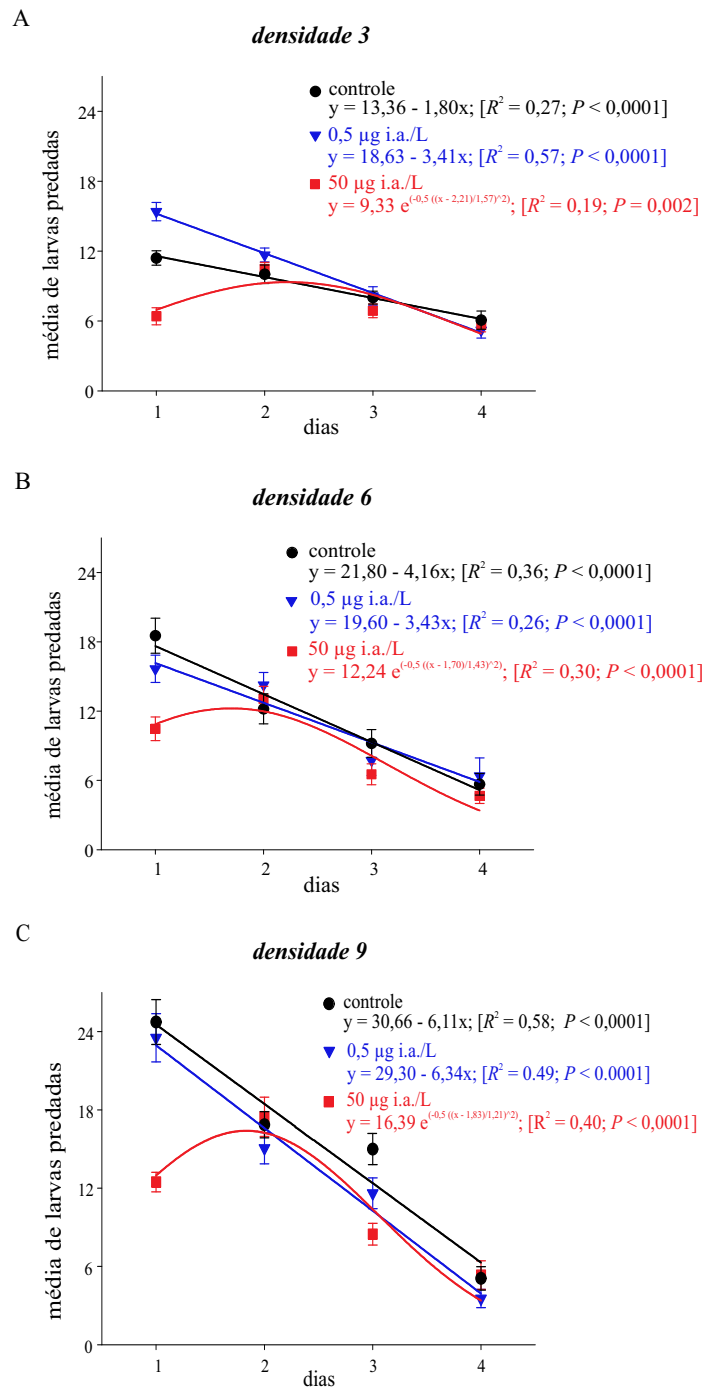 A
densidade 3
controle
y = 13,36 - 1,80x; [R² = 0,27; P < 0,0001]
0,5 µg i.a./L
y = 18,63 - 3,41x; [R² = 0,57; P < 0,0001]
50 µg i.a./L
y = 9,33 e(-0,5 ((x - 2,21)/1,57)^2); [R² = 0,19; P = 0,002]
média de larvas predadas
24
18
12
6
0
1 2 3 4
dias
B
densidade 6
controle
y = 21,80 - 4,16x; [R² = 0,36; P < 0,0001]
0,5 µg i.a./L
y = 19,60 - 3,43x; [R² = 0,26; P < 0,0001]
50 µg i.a./L
y = 12,24 e(-0,5 ((x - 1,70)/1,43)^2); [R² = 0,30; P < 0,0001]
média de larvas predadas
24
18
12
6
0
1 2 3 4
dias
C
densidade 9
controle
y = 30,66 - 6,11x; [R² = 0,58; P < 0,0001]
0,5 µg i.a./L
y = 29,30 - 6,34x; [R² = 0.49; P < 0.0001]
50 µg i.a./L
y = 16,39 e(-0,5 ((x - 1,83)/1,21)^2); [R² = 0,40; P < 0,0001]
média de larvas predadas
24
18
12
6
0
1 2 3 4
dias